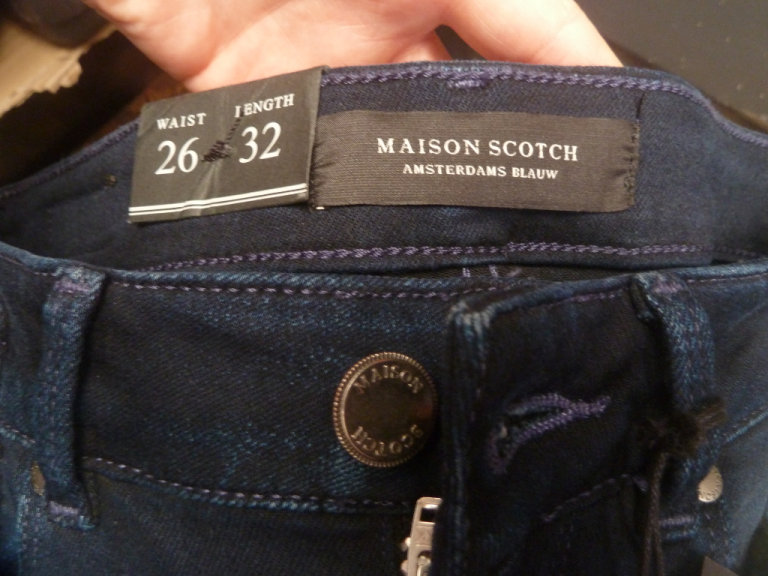 WAIST LENGTH
26 32
MAISON SCOTCH
AMSTERDAMS BLAUW
MAISON
SCOTCH